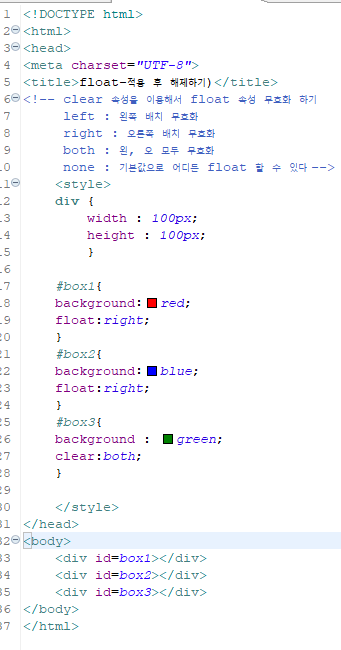 1 <!DOCTYPE html>
2 <html>
3 <head>
4 <meta charset="UTF-8">
5 <title>float-적용 후 해제하기)</title>
6 <!-- clear 속성을 이용해서 float 속성 무효화 하기
7 left : 왼쪽 배치 무효화
8 right : 오른쪽 배치 무효화
9 both : 왼, 오 모두 무효화
10 none : 기본값으로 어디든 float 할 수 있다 -->
11 <style>
12 div {
13 width : 100px;
14 height : 100px;
15 }
16
17 #box1{
18 background: red;
19 float:right;
20 }
21 #box2{
22 background: blue;
23 float:right;
24 }
25 #box3{
26 background : green;
27 clear:both;
28 }
29
30 </style>
31 </head>
32 <body>
33 <div id=box1></div>
34 <div id=box2></div>
35 <div id=box3></div>
36 </body>
37 </html>